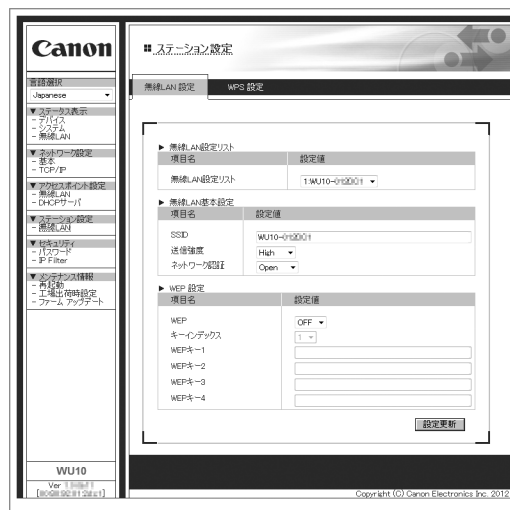 Canon
言語選択
Japanese
▼ ステータス表示
- デバイス
- システム
- 無線LAN
▼ ネットワーク設定
- 基本
- TCP/IP
▼ アクセスポイント設定
- 無線LAN
- DHCPサーバ
▼ ステーション設定
- 無線LAN
▼ セキュリティ
- パスワード
- IP Filter
▼ メンテナンス情報
- 再起動
- 工場出荷時設定
- ファーム アップデート
WU10
Ver
ステーション設定
無線LAN 設定 WPS 設定
▶ 無線LAN設定リスト
項目名 設定値
無線LAN設定リスト 1:WU10-
▶ 無線LAN基本設定
項目名 設定値
SSID WU10-
送信強度 High
ネットワーク認証 Open
▶ WEP 設定
項目名 設定値
WEP OFF
キーインデックス 1
WEPキー1
WEPキー2
WEPキー3
WEPキー4
設定更新
Copyright (C) Canon Electronics Inc. 2012